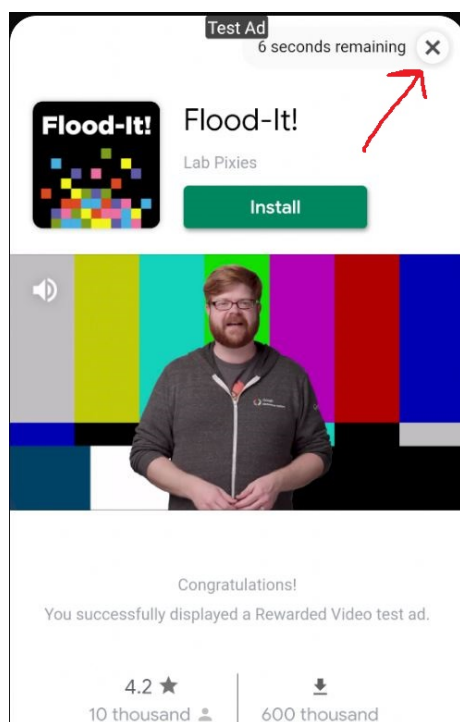 Test Ad
6 seconds remaining
Flood-It!
Flood-It!
Lab Pixies
Install
Congratulations!
You successfully displayed a Rewarded Video test ad.
4.2
10 thousand
600 thousand